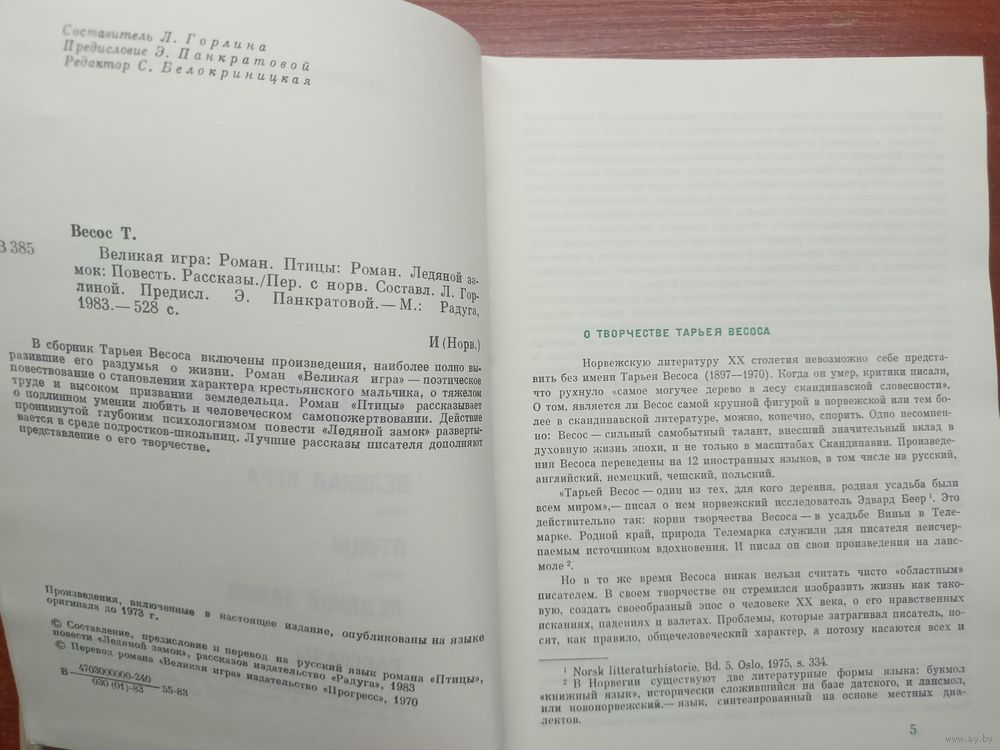 Составитель Л. Горлина
Предисловие Э. Панкратовой
Редактор С. Белокриницкая
Весос Т.
В 385
Великая игра: Роман. Птицы: Роман. Ледяной за-
мок: Повесть. Рассказы./Пер. с норв. Составл. Л. Гор-
линой. Предисл. Э. Панкратовой. — М.: Радуга,
1983. — 528 с.
И (Норв.)
В сборник Тарьея Весоса включены произведения, наиболее полно вы-
разившие его раздумья о жизни. Роман «Великая игра» — поэтическое
повествование о становлении характера крестьянского мальчика, о тяжелом
труде и высоком призвании земледельца. Роман «Птицы» рассказывает
о подлинном умении любить и человеческом самопожертвовании. Действие
проникнутой глубоким психологизмом повести «Ледяной замок» разверты-
вается в среде подростков-школьниц. Лучшие рассказы писателя дополняют
представление о его творчестве.
Произведения, включенные в настоящее издание, опубликованы на языке
оригинала до 1973 г.
© Составление, предисловие и перевод на русский язык романа «Птицы»,
повести «Ледяной замок», рассказов издательство «Радуга», 1983
© Перевод романа «Великая игра» издательство «Прогресс», 1970
В 4703000000-240
030 (01)-83 55-83
О ТВОРЧЕСТВЕ ТАРЬЕЯ ВЕСОСА
Норвежскую литературу XX столетия невозможно себе предста-
вить без имени Тарьея Весоса (1897—1970). Когда он умер, критики писали,
что рухнуло «самое могучее дерево в лесу скандинавской словесности».
О том, является ли Весос самой крупной фигурой в норвежской или тем бо-
лее в скандинавской литературе, можно, конечно, спорить. Одно несомнен-
но: Весос — сильный самобытный талант, внесший значительный вклад в
духовную жизнь эпохи, и не только в масштабах Скандинавии. Произведе-
ния Весоса переведены на 12 иностранных языков, в том числе на русский,
английский, немецкий, чешский, польский.
«Тарьей Весос — один из тех, для кого деревня, родная усадьба были
всем миром», — писал о нем норвежский исследователь Эдвард Беер ¹. Это
действительно так: корни творчества Весоса — в усадьбе Виньи в Теле-
марке. Родной край, природа Телемарка служили для писателя неисчер-
паемым источником вдохновения. И писал он свои произведения на ланс-
моле ².
Но в то же время Весоса никак нельзя считать чисто «областным»
писателем. В своем творчестве он стремился изобразить жизнь как тако-
вую, создать своеобразный эпос о человеке XX века, о его нравственных
исканиях, падениях и взлетах. Проблемы, которые затрагивал писатель, но-
сят, как правило, общечеловеческий характер, а потому касаются всех и
¹ Norsk litteraturhistorie. Bd. 5. Oslo, 1975, s. 334.
² В Норвегии существуют две литературные формы языка: букмол
«книжный язык», исторически сложившийся на базе датского, и лансмол,
или новонорвежский. — язык, синтезированный на основе местных диа-
лектов.
5
www.ay.by